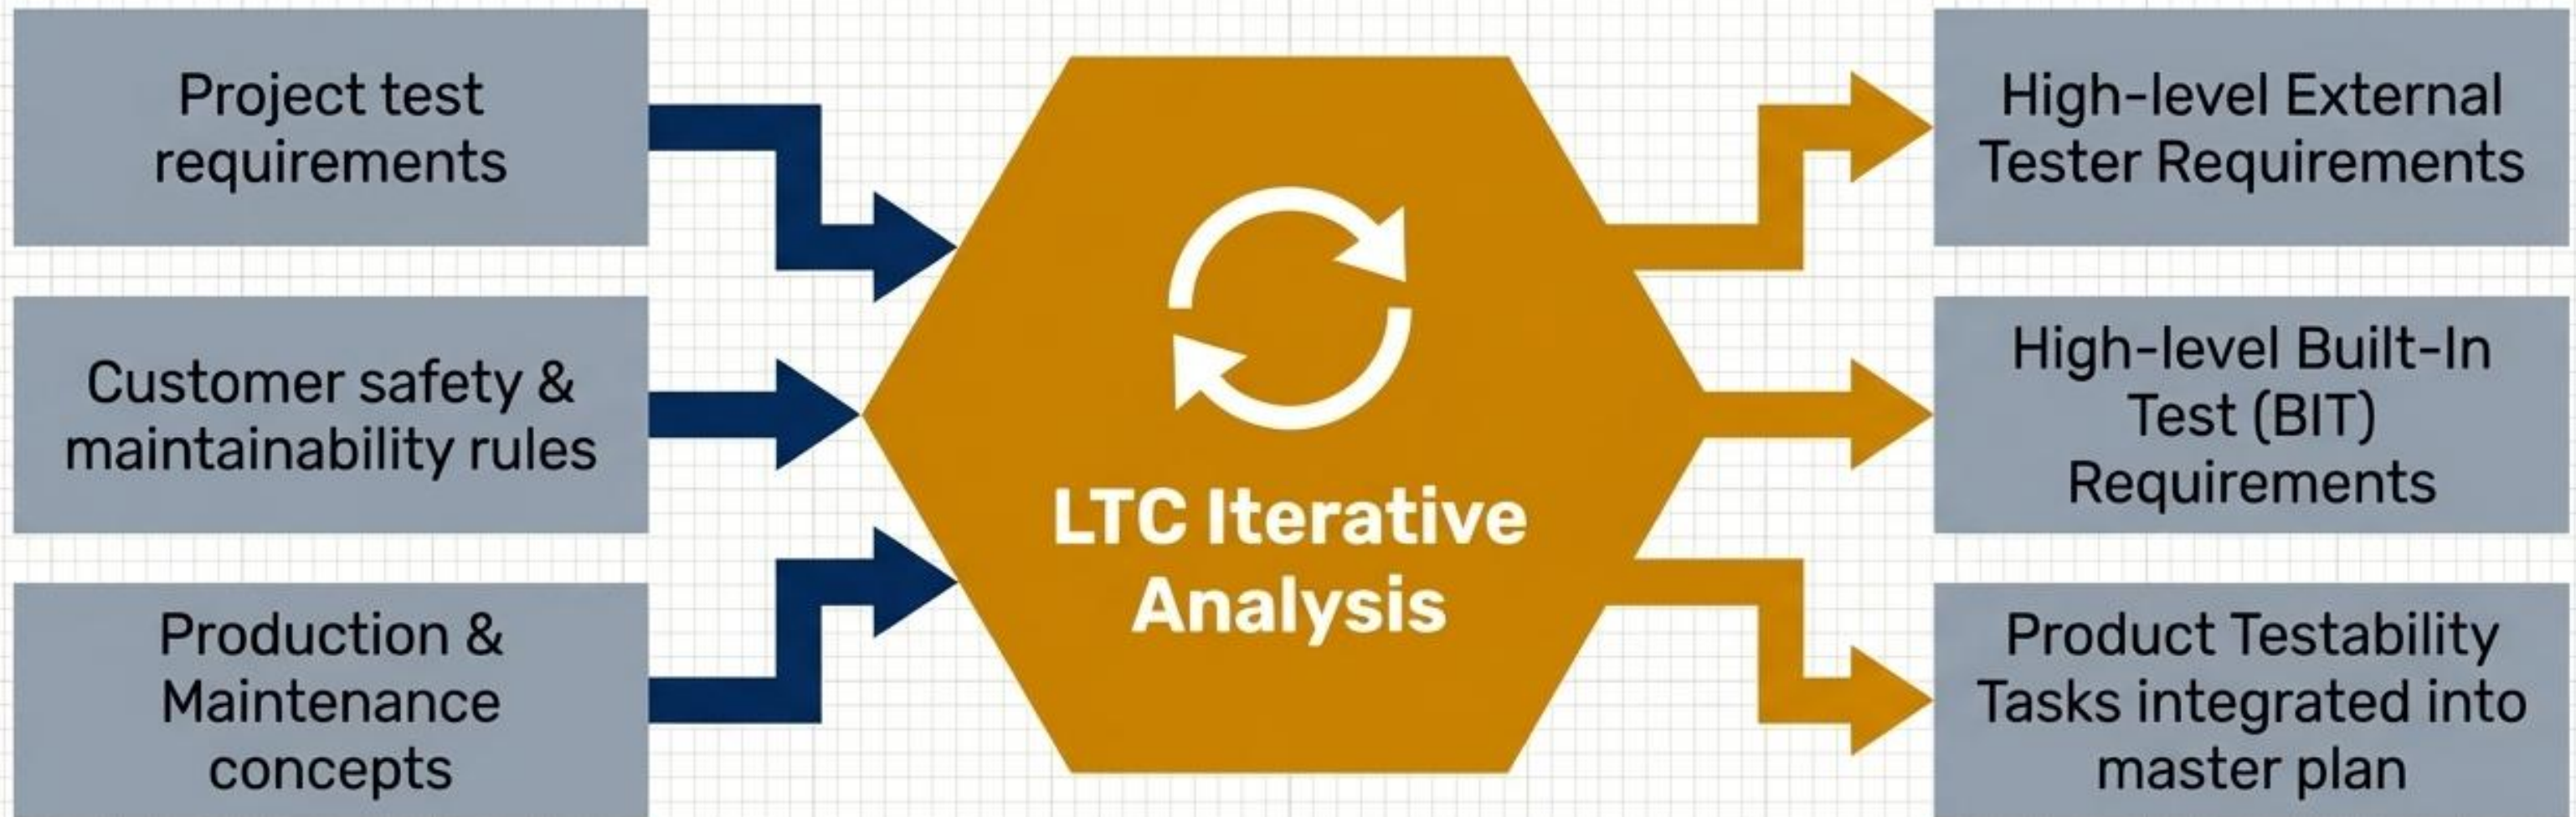 Project test
requirements
Customer safety &
maintainability rules
Production &
Maintenance
concepts
LTC Iterative
Analysis
High-level External
Tester Requirements
High-level Built-In
Test (BIT)
Requirements
Product Testability
Tasks integrated into
master plan